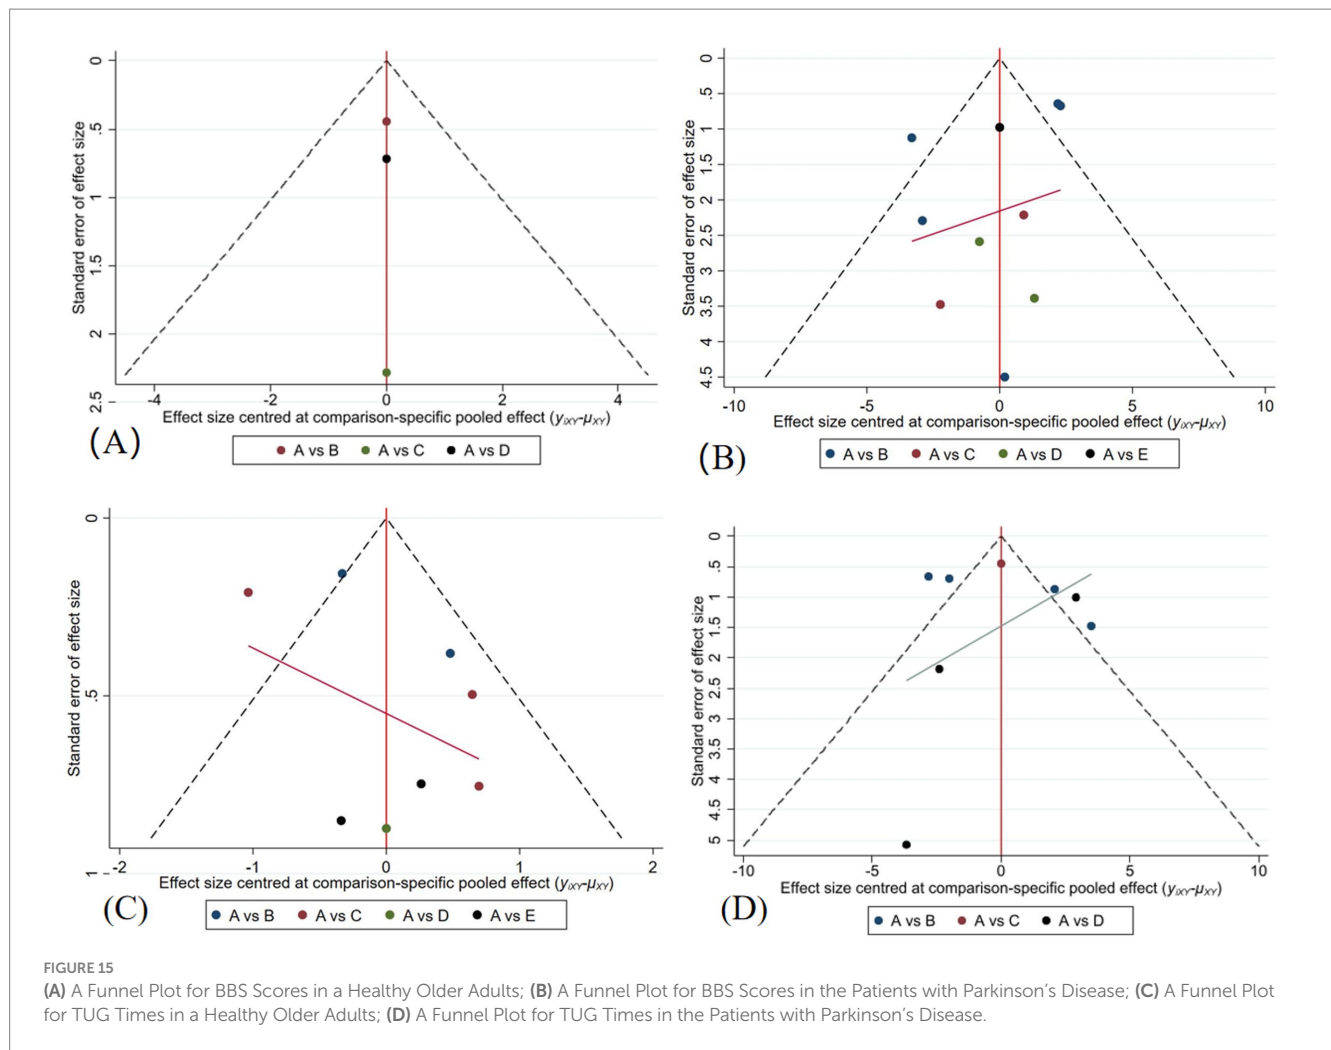 0
.5
1
1.5
2
2.5
Standard error of effect size
-4
-2
0
2
4
Effect size centred at comparison-specific pooled effect (yiXY-μXY)
(A)
A vs B
A vs C
A vs D
0
.5
1
1.5
2
2.5
3
3.5
4
4.5
Standard error of effect size
-10
-5
0
5
10
Effect size centred at comparison-specific pooled effect (yiXY-μXY)
(B)
A vs B
A vs C
A vs D
A vs E
0
.5
1
Standard error of effect size
-2
-1
0
1
2
Effect size centred at comparison-specific pooled effect (yiXY-μXY)
(C)
A vs B
A vs C
A vs D
A vs E
0
.5
1
1.5
2
2.5
3
3.5
4
4.5
5
Standard error of effect size
-10
-5
0
5
10
Effect size centred at comparison-specific pooled effect (yiXY-μXY)
(D)
A vs B
A vs C
A vs D
FIGURE 15
(A) A Funnel Plot for BBS Scores in a Healthy Older Adults; (B) A Funnel Plot for BBS Scores in the Patients with Parkinson's Disease; (C) A Funnel Plot
for TUG Times in a Healthy Older Adults; (D) A Funnel Plot for TUG Times in the Patients with Parkinson's Disease.